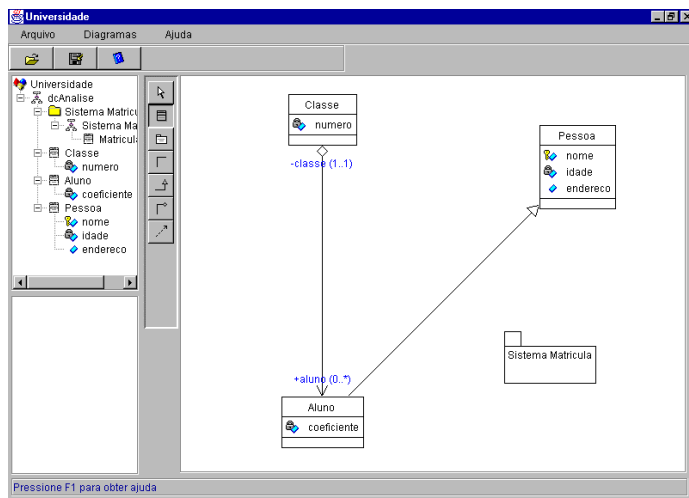 Universidade
Arquivo Diagramas Ajuda
Universidade
dcAnalise
Sistema Matricu
Sistema Ma
Matricul
Classe
numero
Aluno
coeficiente
Pessoa
nome
idade
endereco
Classe
numero
-classe (1..1)
Pessoa
nome
idade
endereco
Sistema Matricula
+aluno (0..*)
Aluno
coeficiente
Pressione F1 para obter ajuda